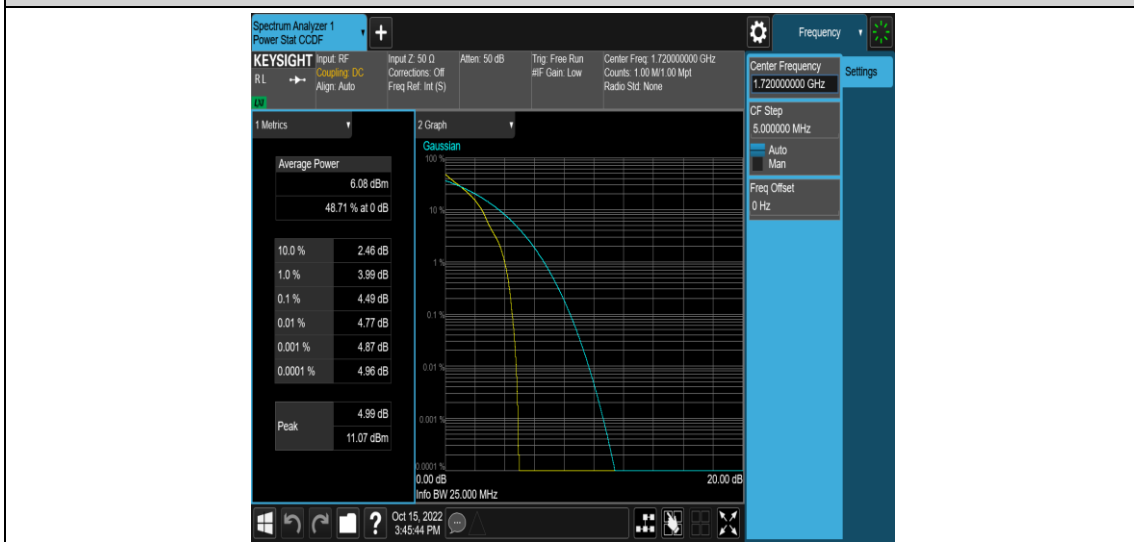 Spectrum Analyzer 1
Power Stat CCDF
+
Frequency
KEYSIGHT
RL
Input: RF
Coupling: DC
Align: Auto
Input Z: 50 Ω
Corrections: Off
Freq Ref: Int (S)
Atten: 50 dB
Trig: Free Run
#IF Gain: Low
Center Freq: 1.720000000 GHz
Counts: 1.00 M/1.00 Mpt
Radio Std: None
Center Frequency
1.720000000 GHz
Settings
CF Step
5.000000 MHz
Auto
Man
Freq Offset
0 Hz
1 Metrics
Average Power
6.08 dBm
48.71 % at 0 dB
10.0 % 2.46 dB
1.0 % 3.99 dB
0.1 % 4.49 dB
0.01 % 4.77 dB
0.001 % 4.87 dB
0.0001 % 4.96 dB
Peak
4.99 dB
11.07 dBm
2 Graph
Gaussian
100 %
10 %
1 %
0.1 %
0.01 %
0.001 %
0.0001 %
0.00 dB 20.00 dB
Info BW 25.000 MHz
?
Oct 15, 2022
3:45:44 PM